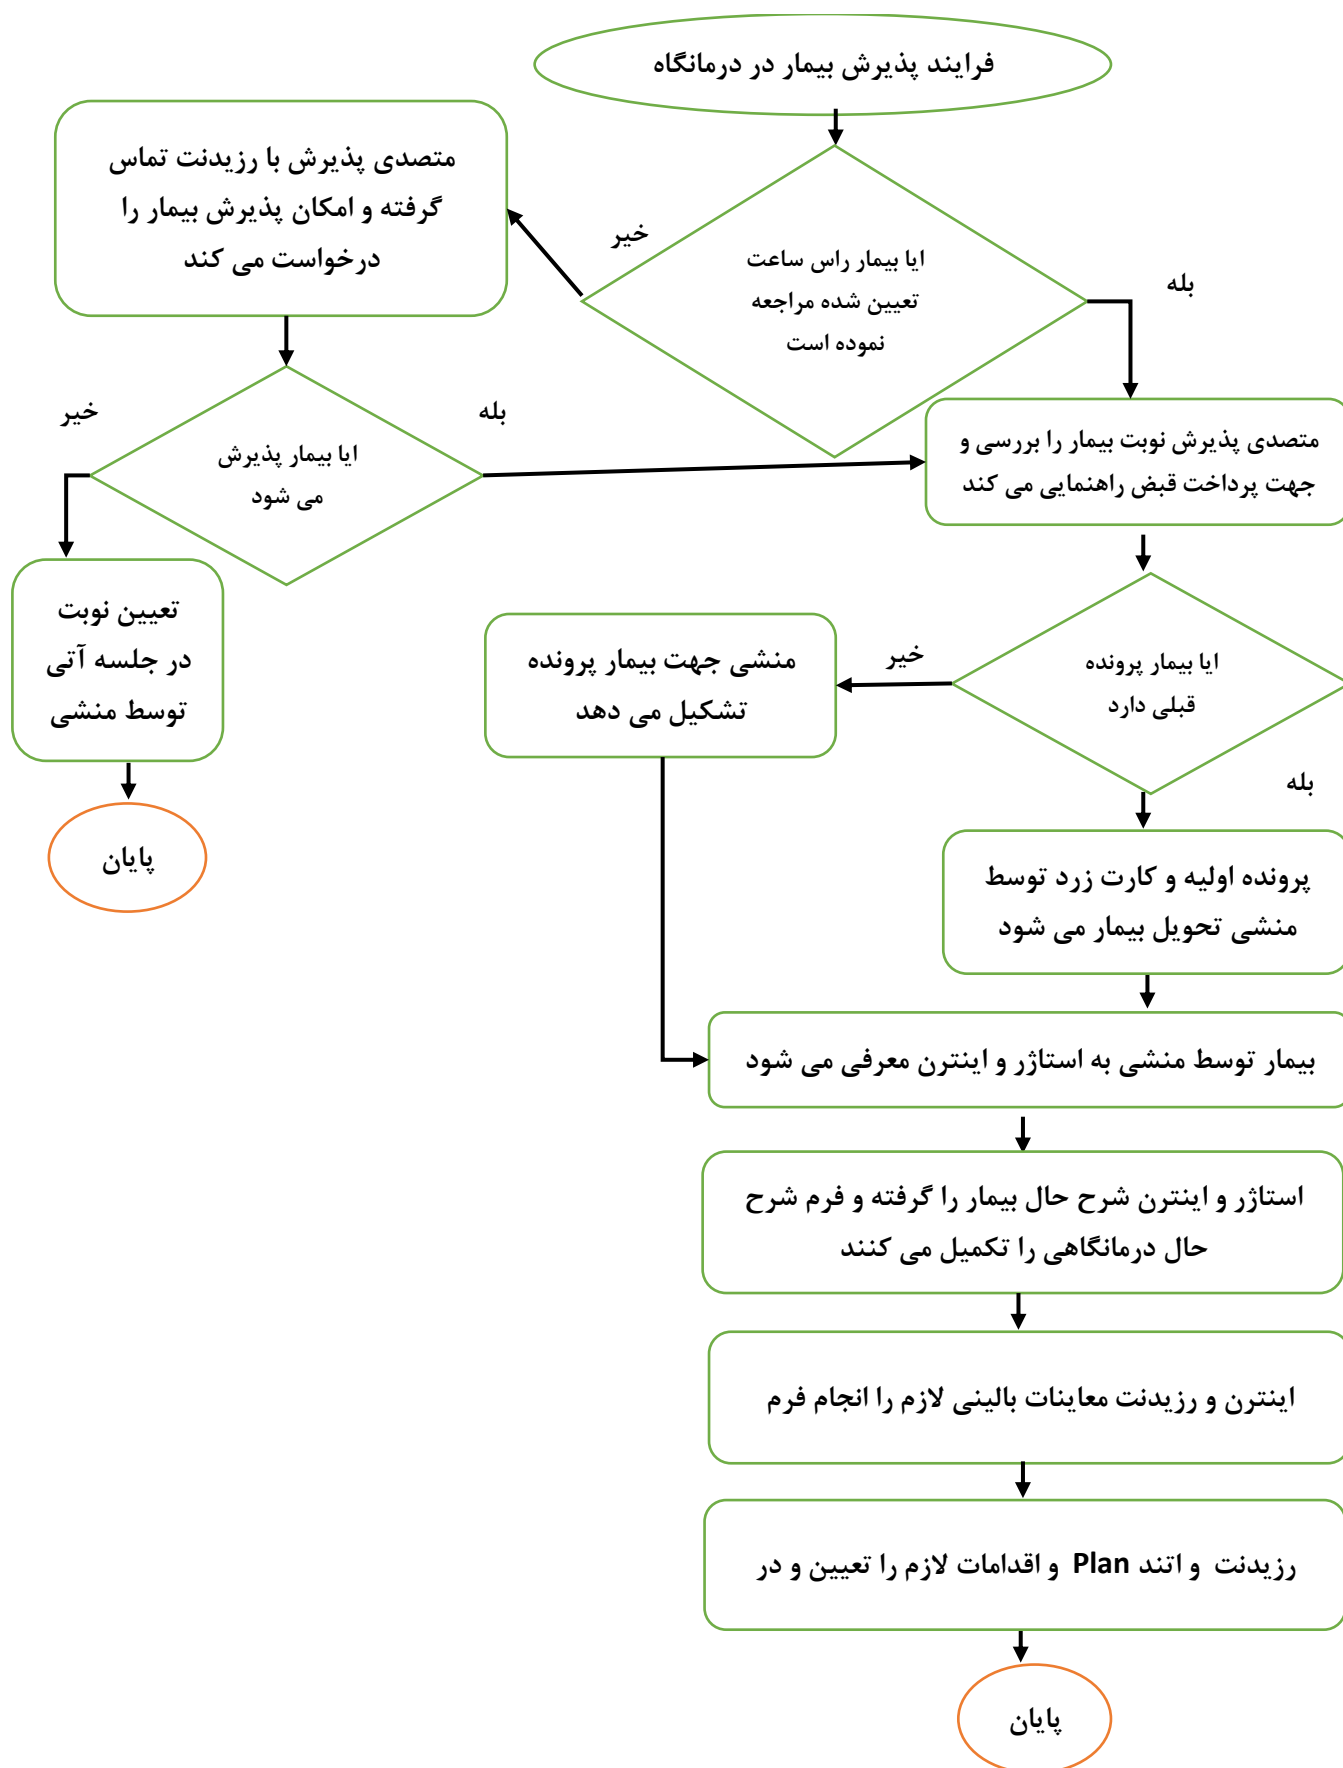 فرایند پذیرش بیمار در درمانگاه
متصدی پذیرش با رزیدنت تماس
گرفته و امکان پذیرش بیمار را
درخواست می کند
خیر
ایا بیمار راس ساعت
تعیین شده مراجعه
نموده است
بله
خیر
ایا بیمار پذیرش
می شود
بله
متصدی پذیرش نوبت بیمار را بررسی و
جهت پرداخت قبض راهنمایی می کند
تعیین نوبت
در جلسه آتی
توسط منشی
پایان
ایا بیمار پرونده
قبلی دارد
خیر
منشی جهت بیمار پرونده
تشکیل می دهد
بله
پرونده اولیه و کارت زرد توسط
منشی تحویل بیمار می شود
بیمار توسط منشی به استاژر و اینترن معرفی می شود
استاژر و اینترن شرح حال بیمار را گرفته و فرم شرح
حال درمانگاهی را تکمیل می کنند
اینترن و رزیدنت معاینات بالینی لازم را انجام فرم
رزیدنت و اتند Plan و اقدامات لازم را تعیین و در
پایان